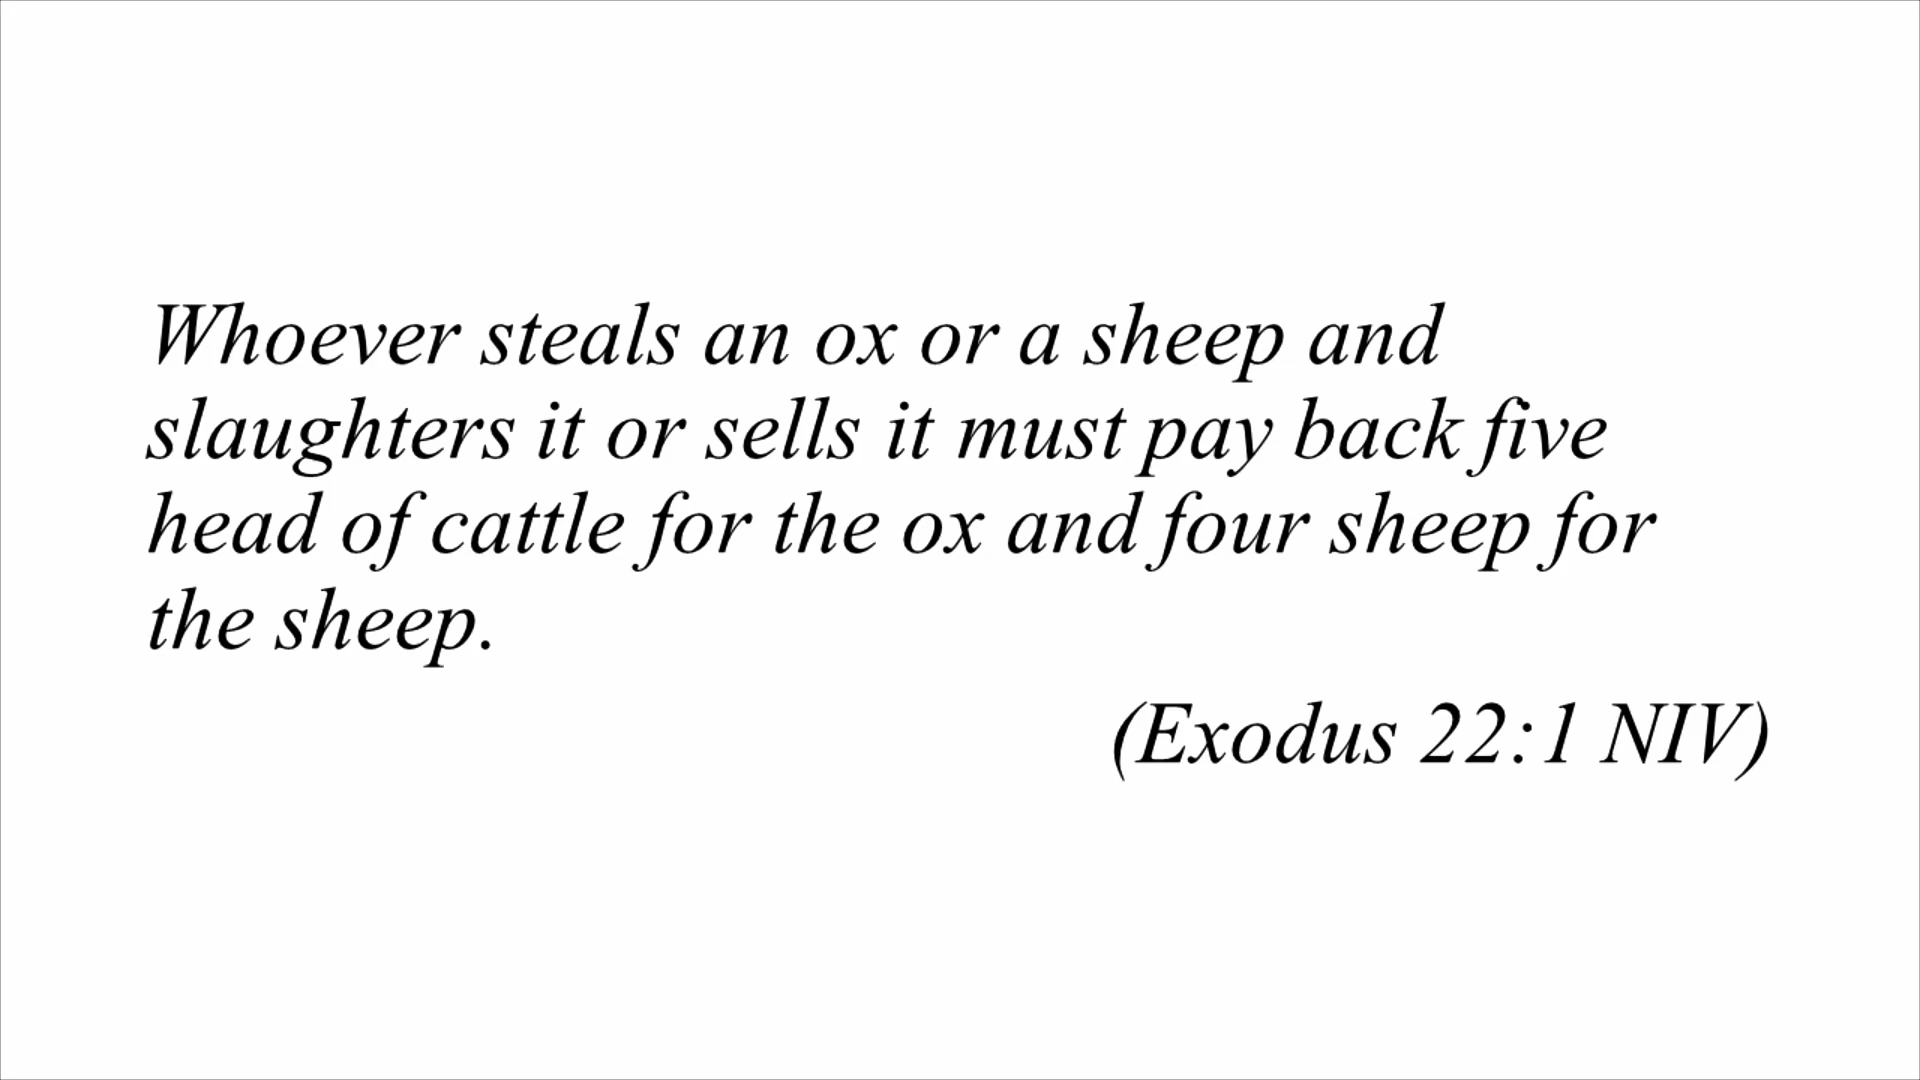 Whoever steals an ox or a sheep and
slaughters it or sells it must pay back five
head of cattle for the ox and four sheep for
the sheep.
(Exodus 22:1 NIV)